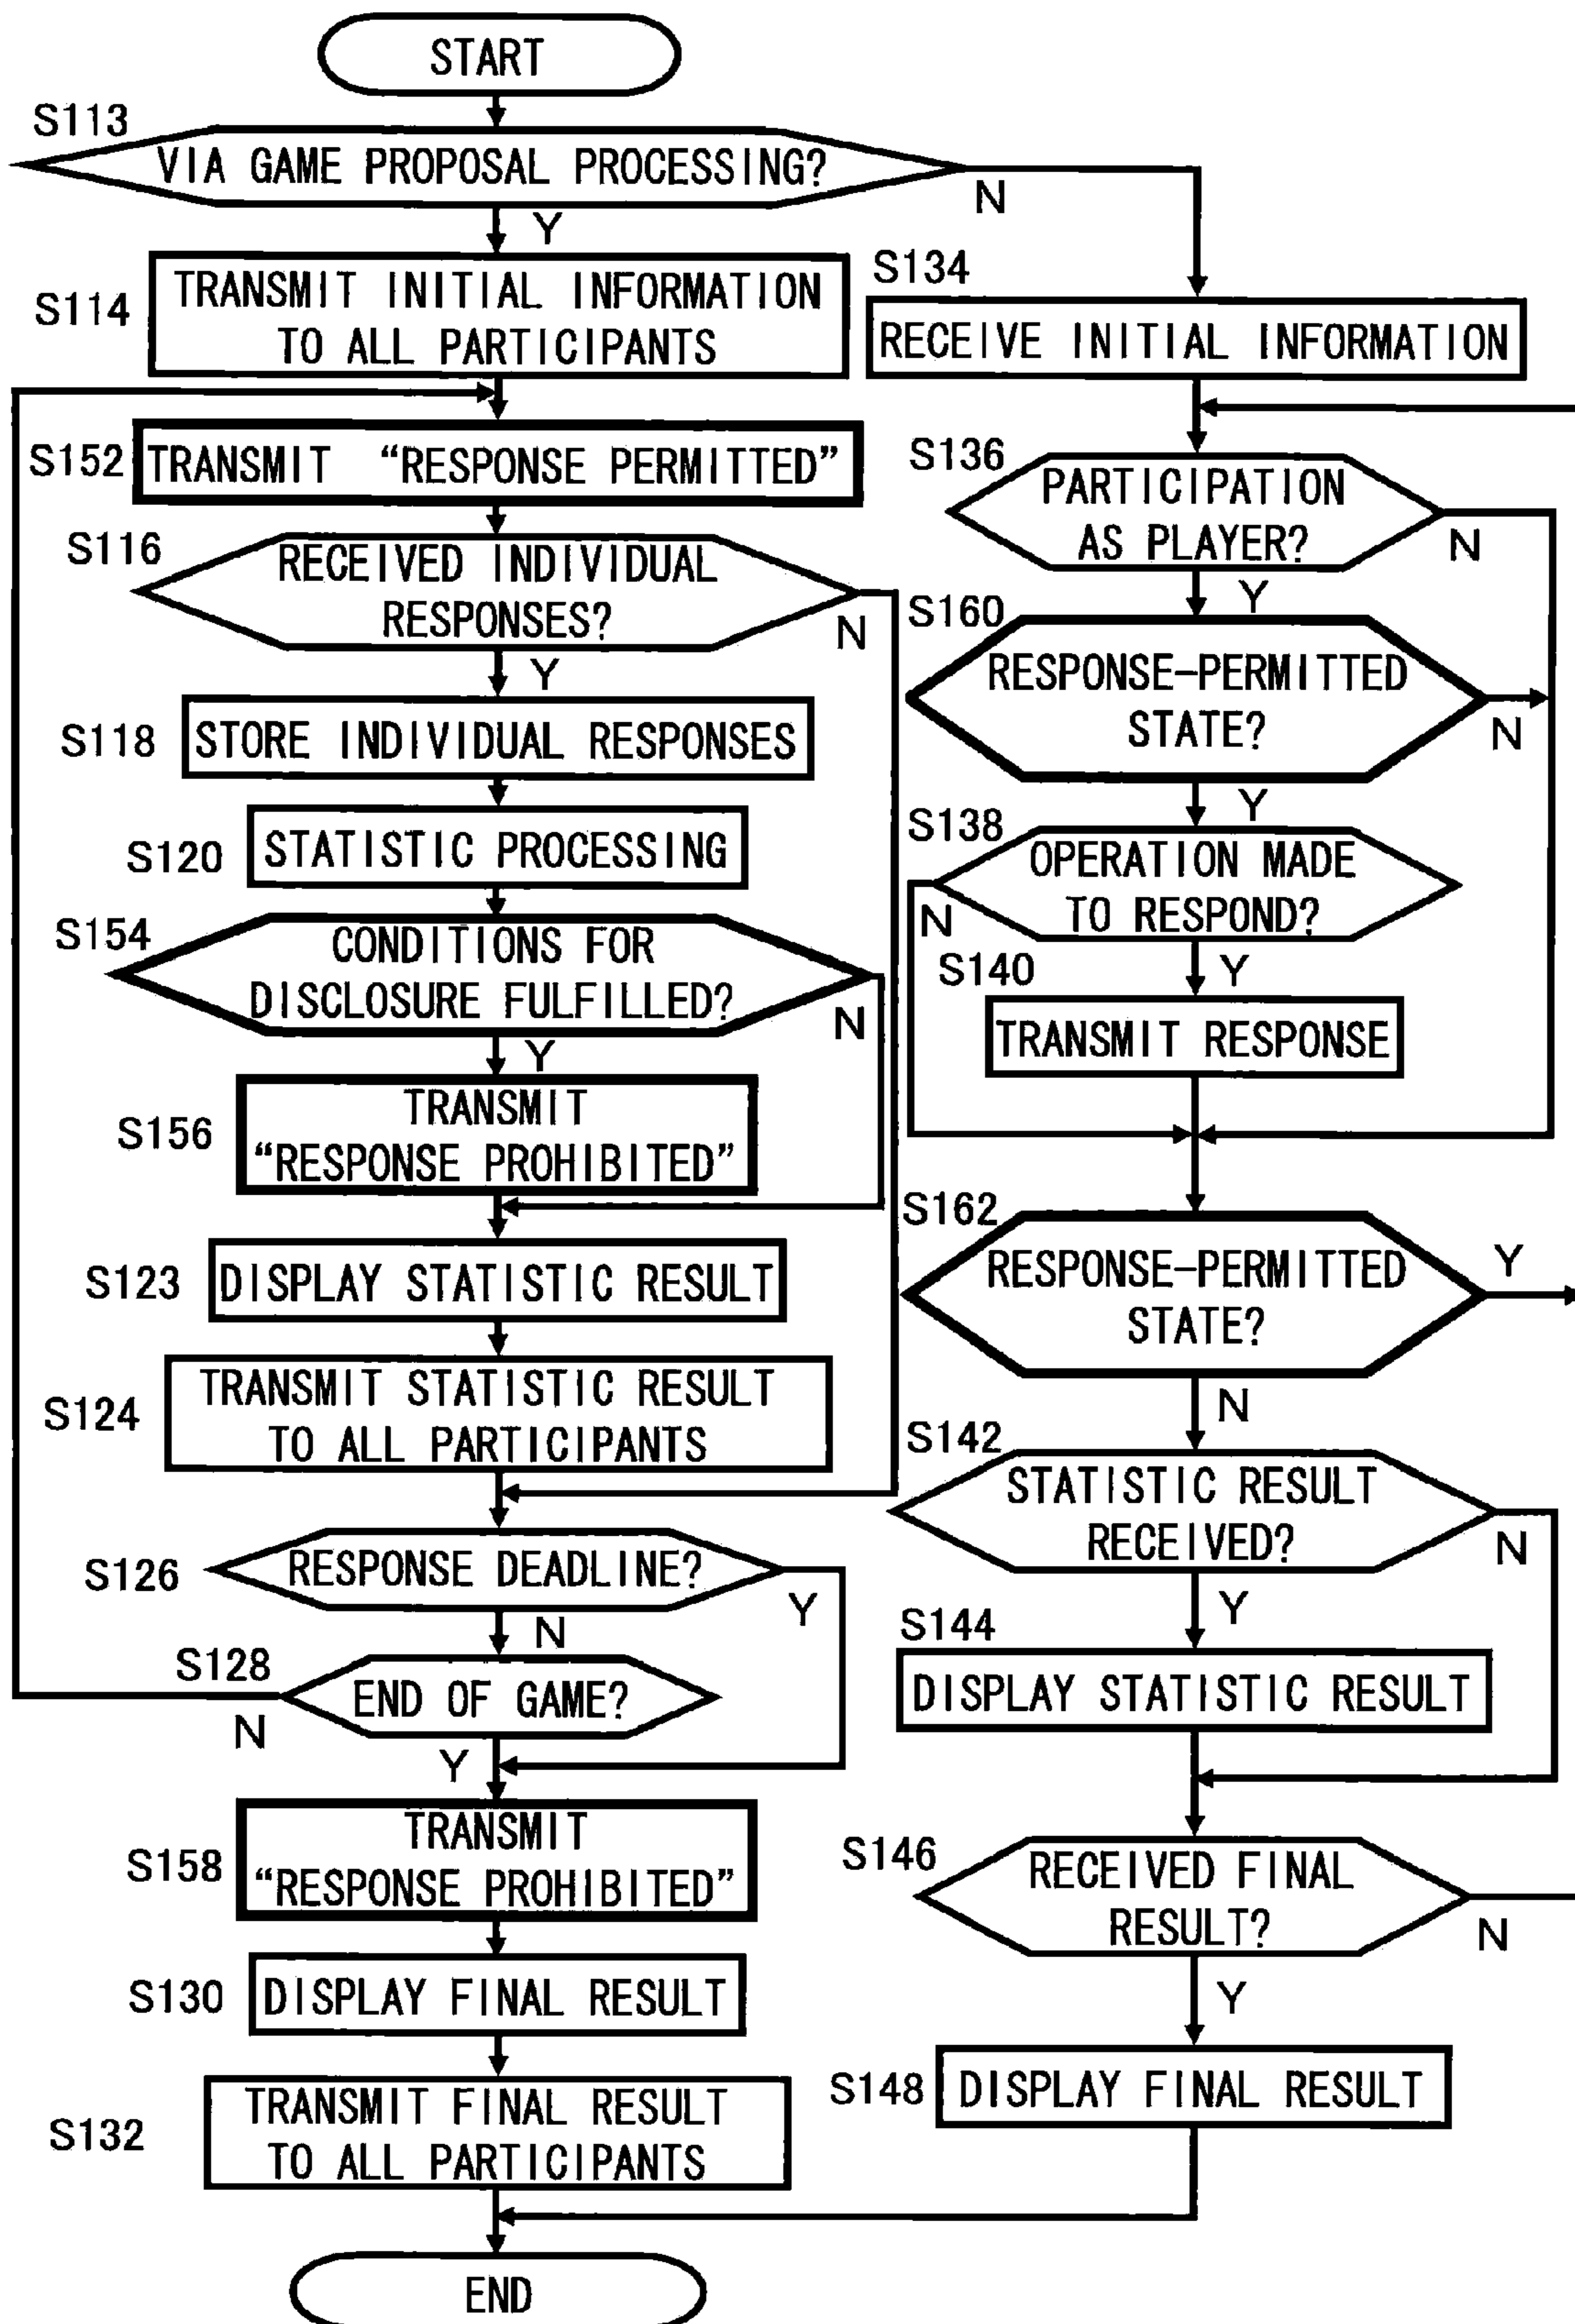 START
S113
VIA GAME PROPOSAL PROCESSING?
N
Y
S114
TRANSMIT INITIAL INFORMATION
TO ALL PARTICIPANTS
S152
TRANSMIT “RESPONSE PERMITTED”
S116
RECEIVED INDIVIDUAL
RESPONSES?
N
Y
S118
STORE INDIVIDUAL RESPONSES
S120
STATISTIC PROCESSING
S154
CONDITIONS FOR
DISCLOSURE FULFILLED?
N
Y
S156
TRANSMIT
“RESPONSE PROHIBITED”
S123
DISPLAY STATISTIC RESULT
S124
TRANSMIT STATISTIC RESULT
TO ALL PARTICIPANTS
S126
RESPONSE DEADLINE?
Y
N
S128
END OF GAME?
N
Y
S158
TRANSMIT
“RESPONSE PROHIBITED”
S130
DISPLAY FINAL RESULT
S132
TRANSMIT FINAL RESULT
TO ALL PARTICIPANTS
END
S134
RECEIVE INITIAL INFORMATION
S136
PARTICIPATION
AS PLAYER?
N
Y
S160
RESPONSE-PERMITTED
STATE?
N
Y
S138
OPERATION MADE
TO RESPOND?
N
Y
S140
TRANSMIT RESPONSE
S162
RESPONSE-PERMITTED
STATE?
Y
N
S142
STATISTIC RESULT
RECEIVED?
N
Y
S144
DISPLAY STATISTIC RESULT
S146
RECEIVED FINAL
RESULT?
N
Y
S148
DISPLAY FINAL RESULT